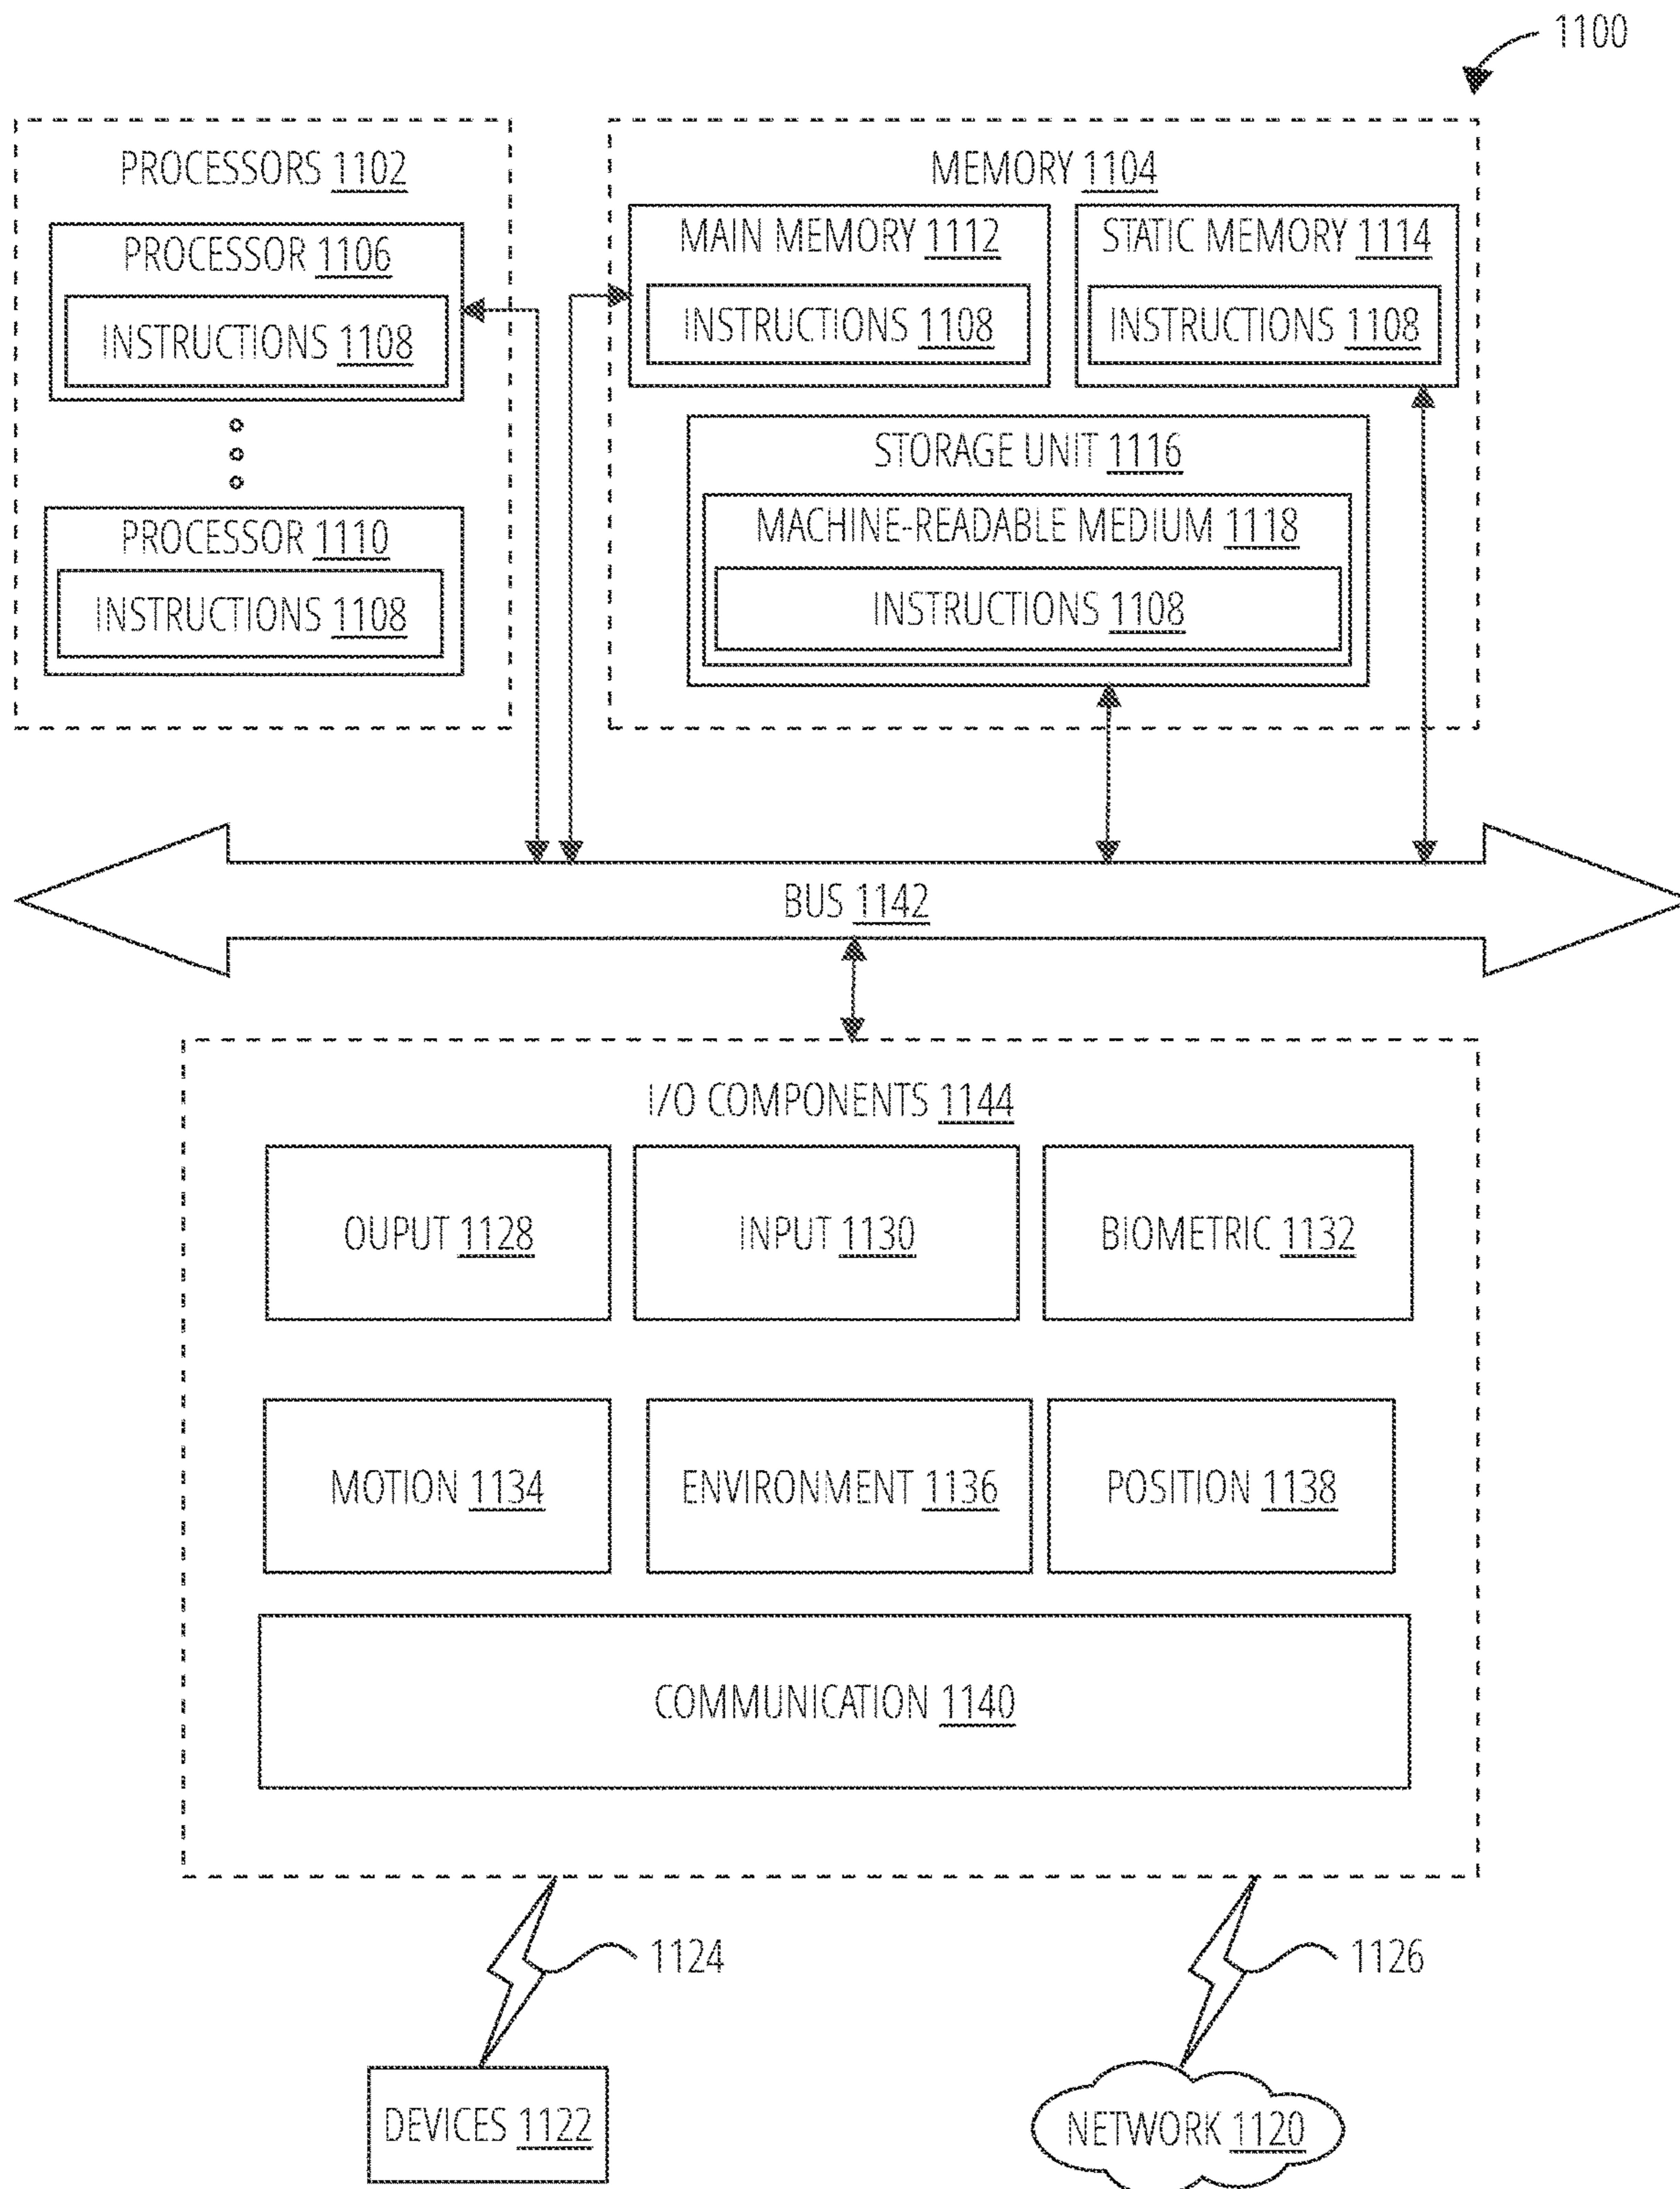 1100
PROCESSORS 1102
PROCESSOR 1106
INSTRUCTIONS 1108
PROCESSOR 1110
INSTRUCTIONS 1108
MEMORY 1104
MAIN MEMORY 1112
INSTRUCTIONS 1108
STATIC MEMORY 1114
INSTRUCTIONS 1108
STORAGE UNIT 1116
MACHINE-READABLE MEDIUM 1118
INSTRUCTIONS 1108
BUS 1142
I/O COMPONENTS 1144
OUPUT 1128
INPUT 1130
BIOMETRIC 1132
MOTION 1134
ENVIRONMENT 1136
POSITION 1138
COMMUNICATION 1140
1124
1126
DEVICES 1122
NETWORK 1120